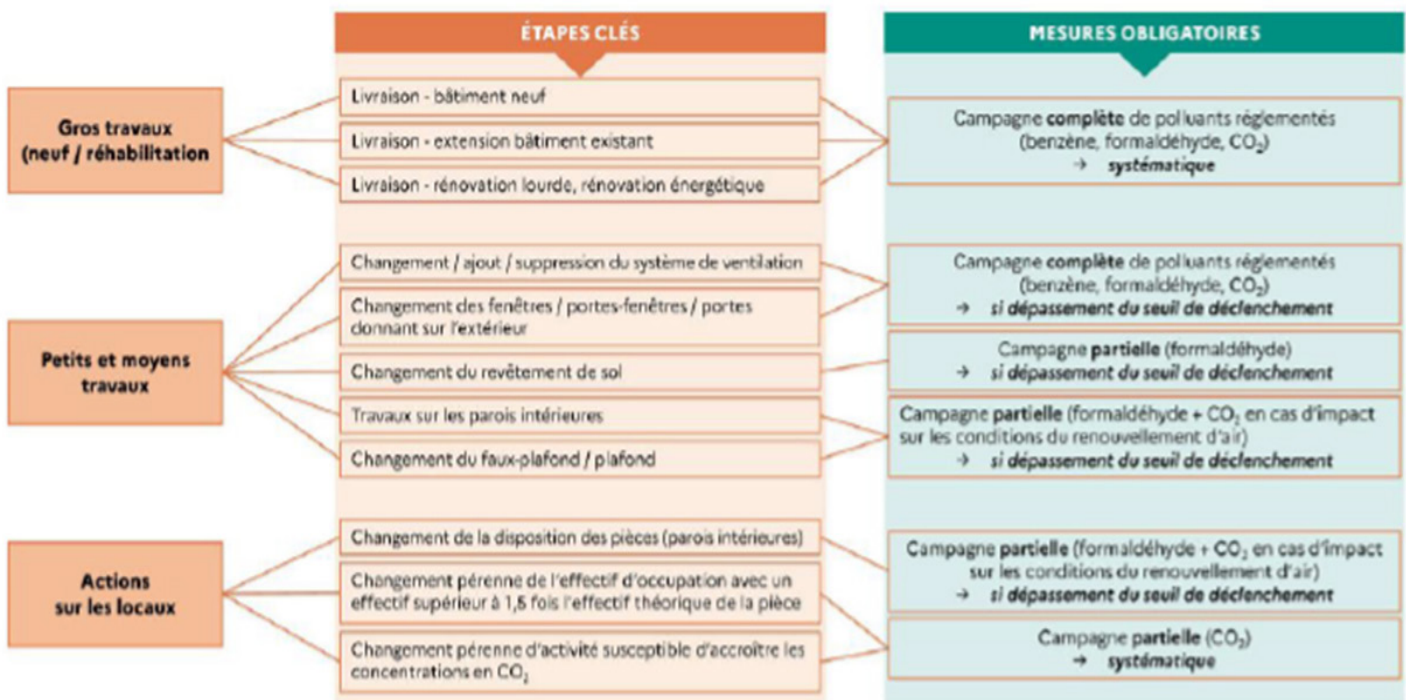 ÉTAPES CLÉS
MESURES OBLIGATOIRES
Gros travaux
(neuf / réhabilitation
Livraison - bâtiment neuf
Livraison - extension bâtiment existant
Livraison - rénovation lourde, rénovation énergétique
Campagne complète de polluants réglementés
(benzène, formaldéhyde, CO₂)
→ systématique
Petits et moyens
travaux
Changement / ajout / suppression du système de ventilation
Changement des fenêtres / portes-fenêtres / portes
donnant sur l'extérieur
Changement du revêtement de sol
Travaux sur les parois intérieures
Changement du faux-plafond / plafond
Campagne complète de polluants réglementés
(benzène, formaldéhyde, CO₂)
→ si dépassement du seuil de déclenchement
Campagne partielle (formaldéhyde)
→ si dépassement du seuil de déclenchement
Campagne partielle (formaldéhyde + CO₂ en cas d'impact
sur les conditions du renouvellement d'air)
→ si dépassement du seuil de déclenchement
Actions
sur les locaux
Changement de la disposition des pièces (parois intérieures)
Changement pérenne de l'effectif d'occupation avec un
effectif supérieur à 1,5 fois l'effectif théorique de la pièce
Changement pérenne d'activité susceptible d'accroître les
concentrations en CO₂
Campagne partielle (formaldéhyde + CO₂ en cas d'impact
sur les conditions du renouvellement d'air)
→ si dépassement du seuil de déclenchement
Campagne partielle (CO₂)
→ systématique